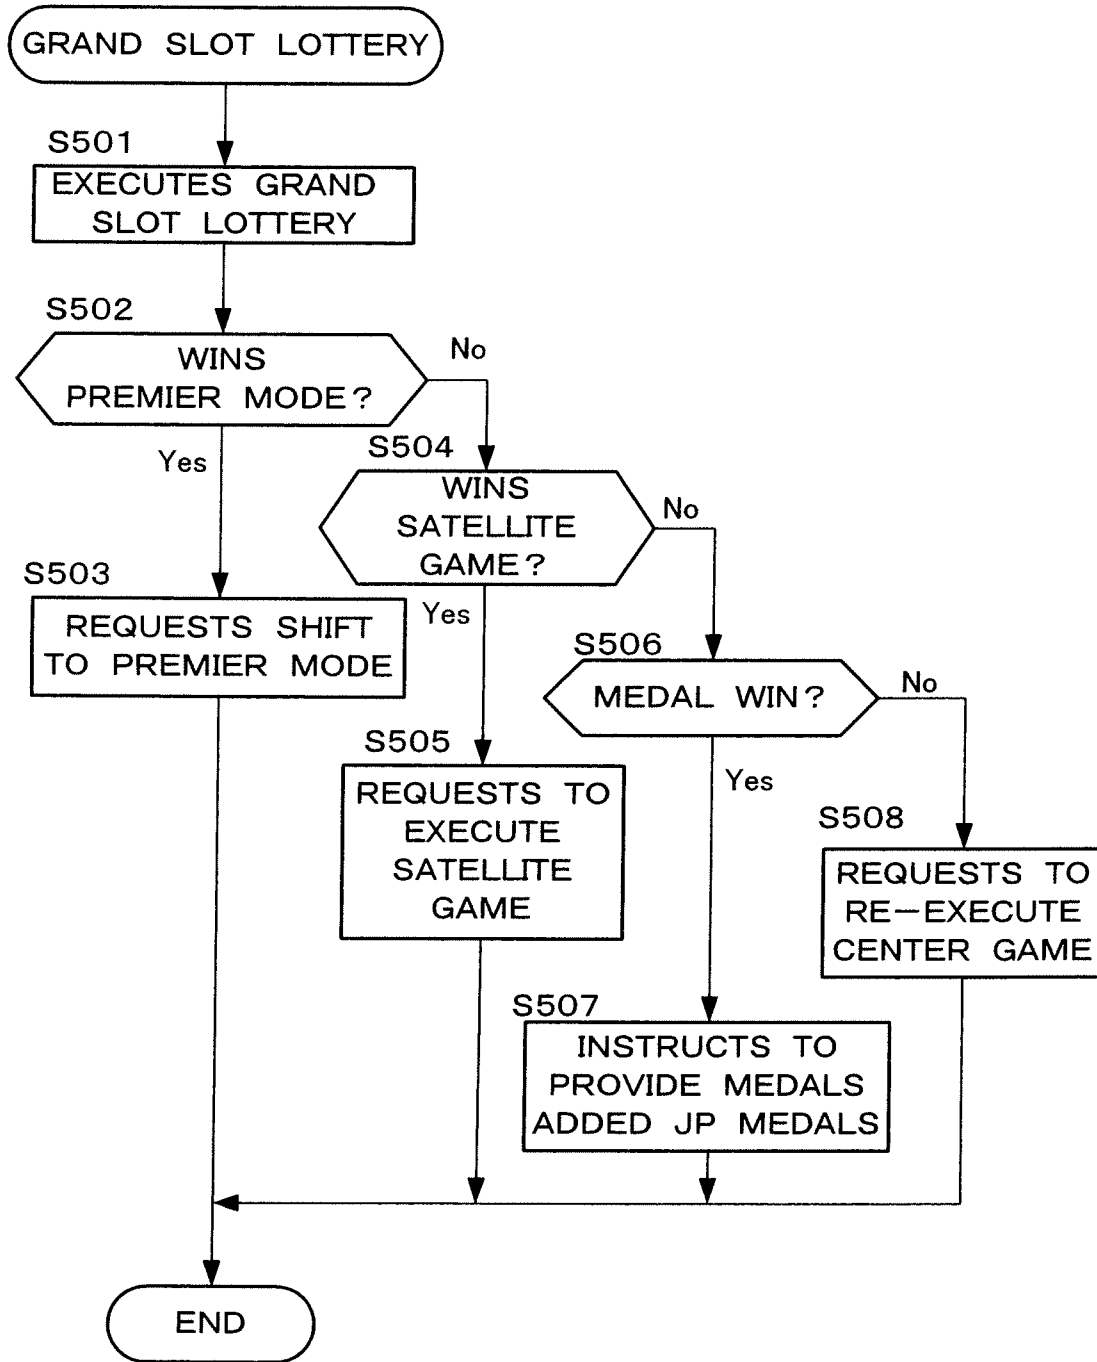 GRAND SLOT LOTTERY
S501
EXECUTES GRAND
SLOT LOTTERY
S502
WINS
PREMIER MODE?
No
Yes
S504
WINS
SATELLITE
GAME?
No
Yes
S503
REQUESTS SHIFT
TO PREMIER MODE
S506
MEDAL WIN?
No
Yes
S505
REQUESTS TO
EXECUTE
SATELLITE
GAME
S508
REQUESTS TO
RE-EXECUTE
CENTER GAME
S507
INSTRUCTS TO
PROVIDE MEDALS
ADDED JP MEDALS
END